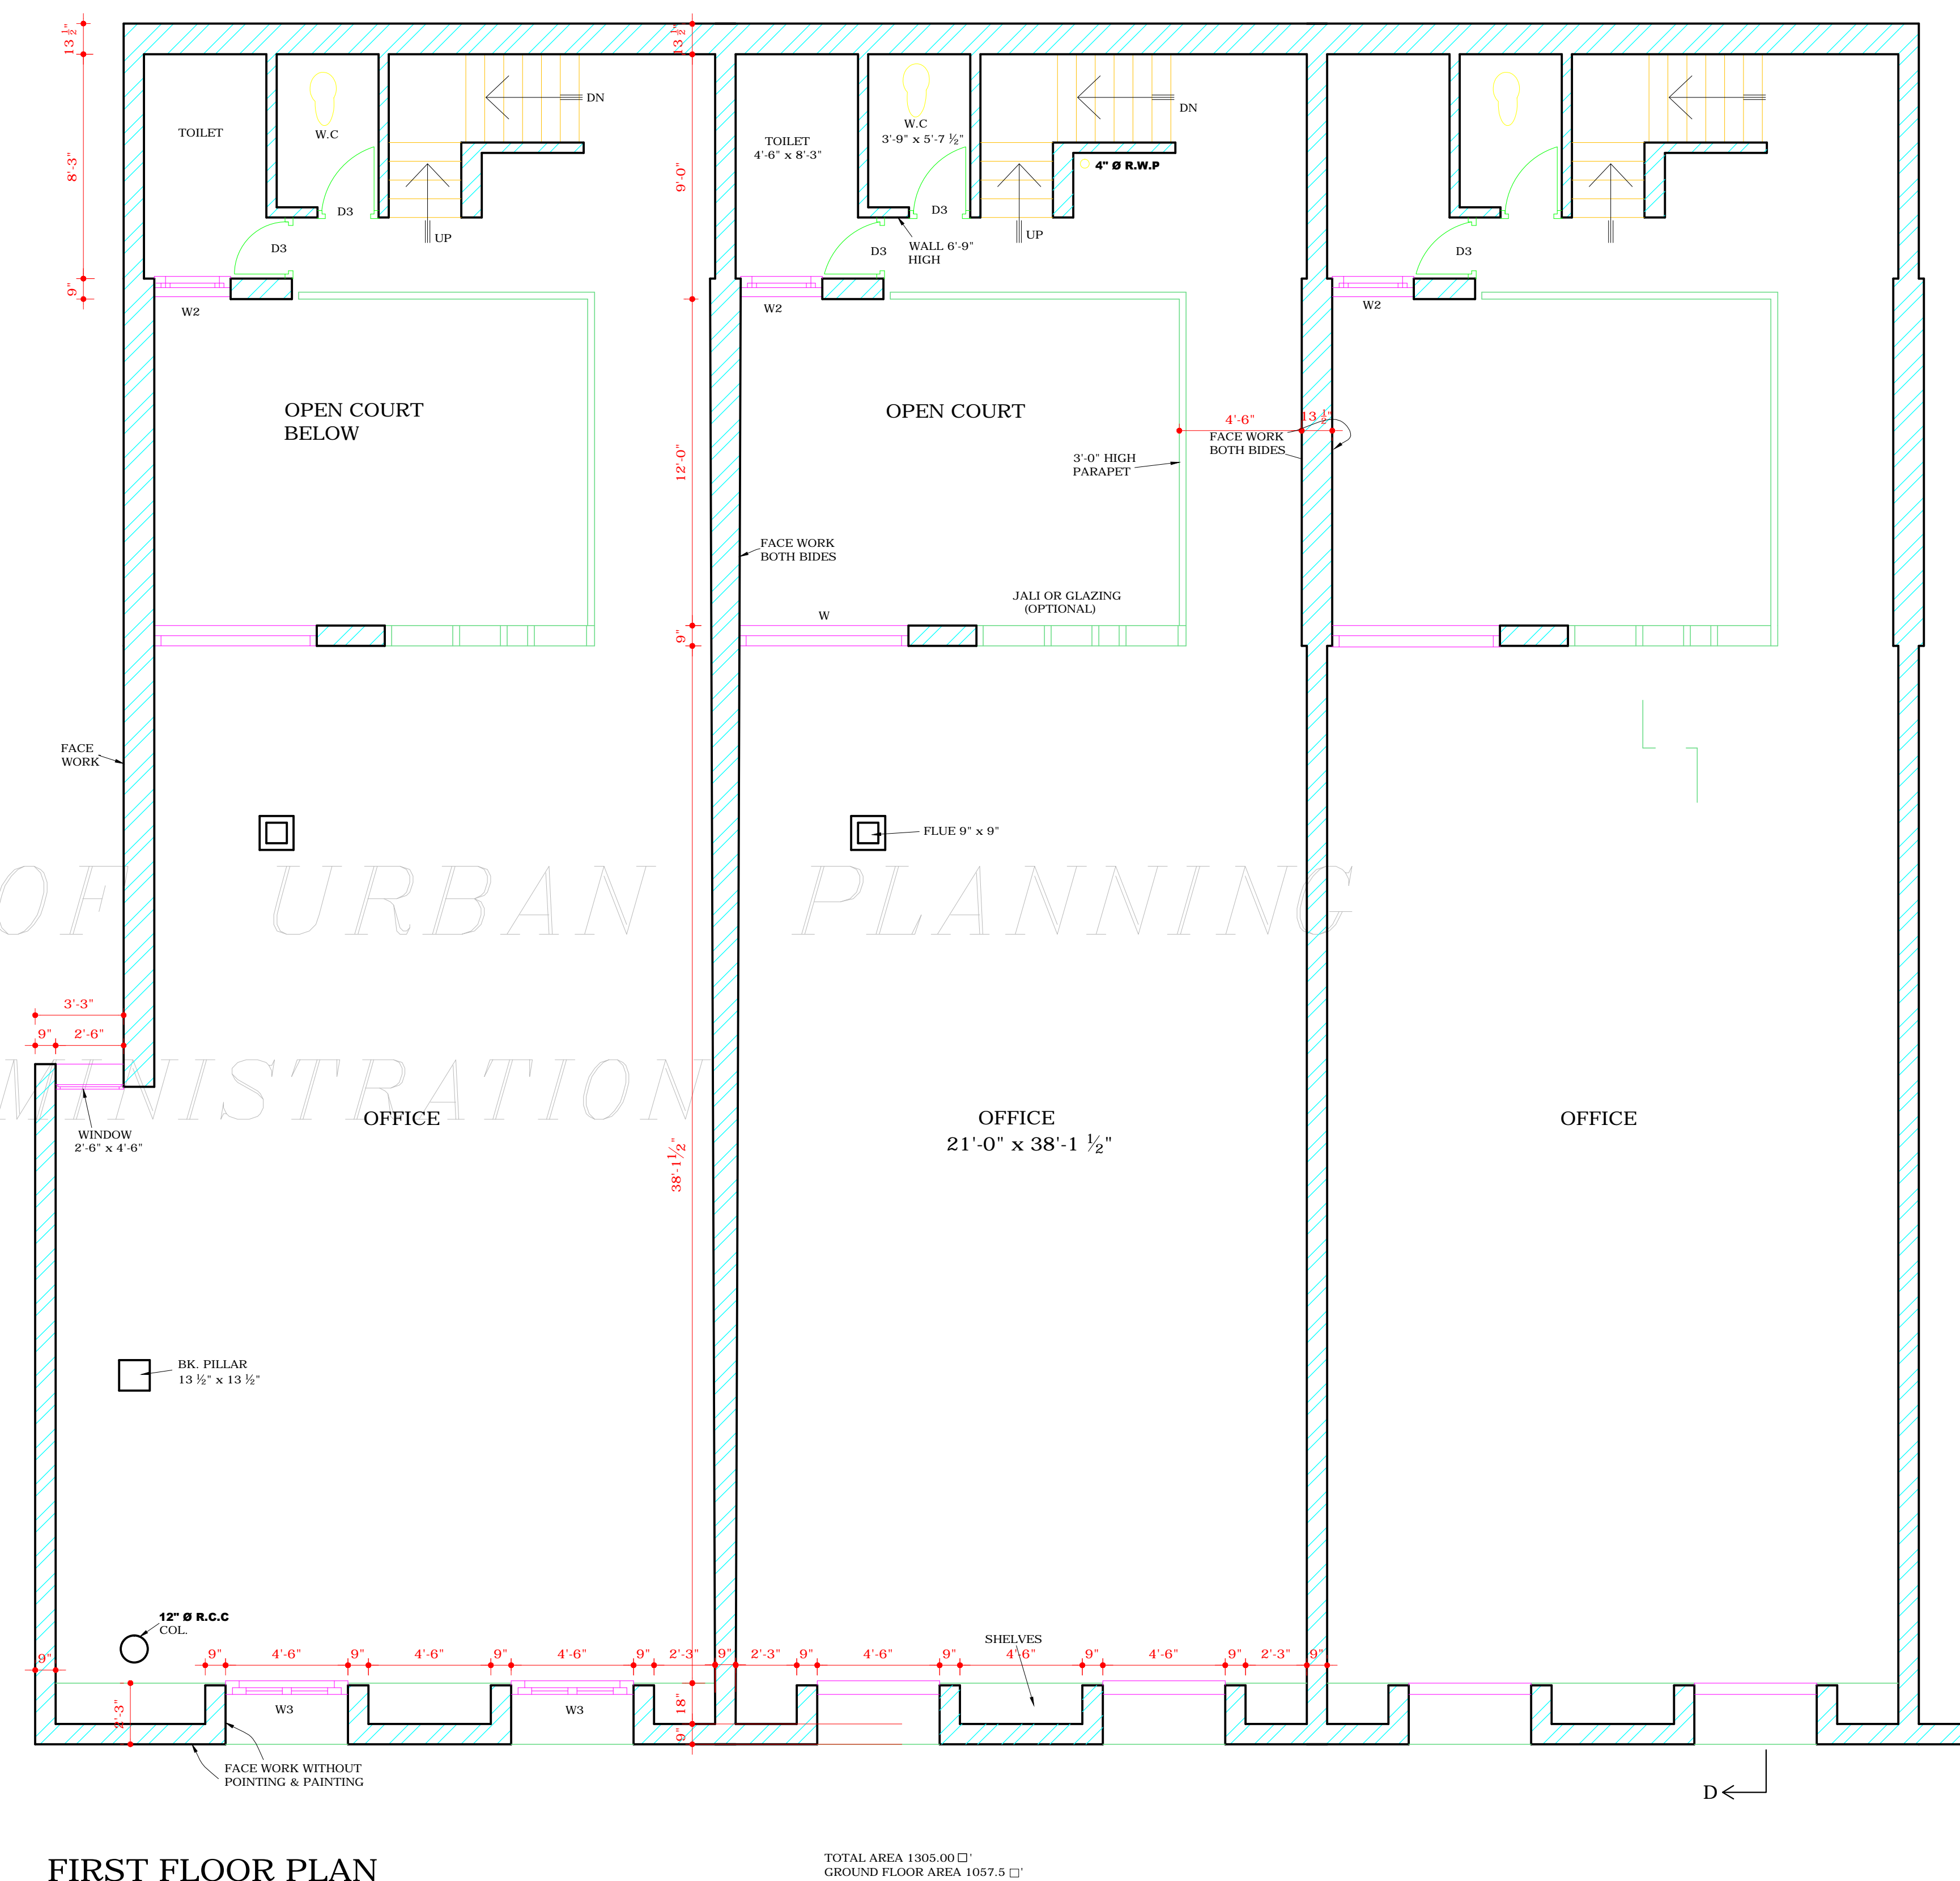 13 ½"
13 ½"
8'-3"
9'-0"
9"
TOILET
W.C
DN
D3
D3
UP
TOILET
4'-6" x 8'-3"
W.C
3'-9" x 5'-7 ½"
DN
4" Ø R.W.P
D3
D3
UP
WALL 6'-9"
HIGH
D3
W2
W2
W2
OPEN COURT
BELOW
OPEN COURT
12'-0"
4'-6"
13 ½"
FACE WORK
BOTH BIDES
3'-0" HIGH
PARAPET
FACE WORK
BOTH BIDES
JALI OR GLAZING
(OPTIONAL)
W
9"
FACE
WORK
FLUE 9" x 9"
OF URBAN PLANNING
3'-3"
9"
2'-6"
MINISTRATION
WINDOW
2'-6" x 4'-6"
OFFICE
OFFICE
21'-0" x 38'-1 ½"
OFFICE
38'-1½"
BK. PILLAR
13 ½" x 13 ½"
12" Ø R.C.C
COL.
SHELVES
9"
9"
4'-6"
9"
4'-6"
9"
4'-6"
9"
2'-3"
9"
2'-3"
9"
4'-6"
9"
4'-6"
9"
4'-6"
9"
2'-3"
9"
2'-3"
W3
W3
18"
9"
FACE WORK WITHOUT
POINTING & PAINTING
D
FIRST FLOOR PLAN
TOTAL AREA 1305.00 □'
GROUND FLOOR AREA 1057.5 □'